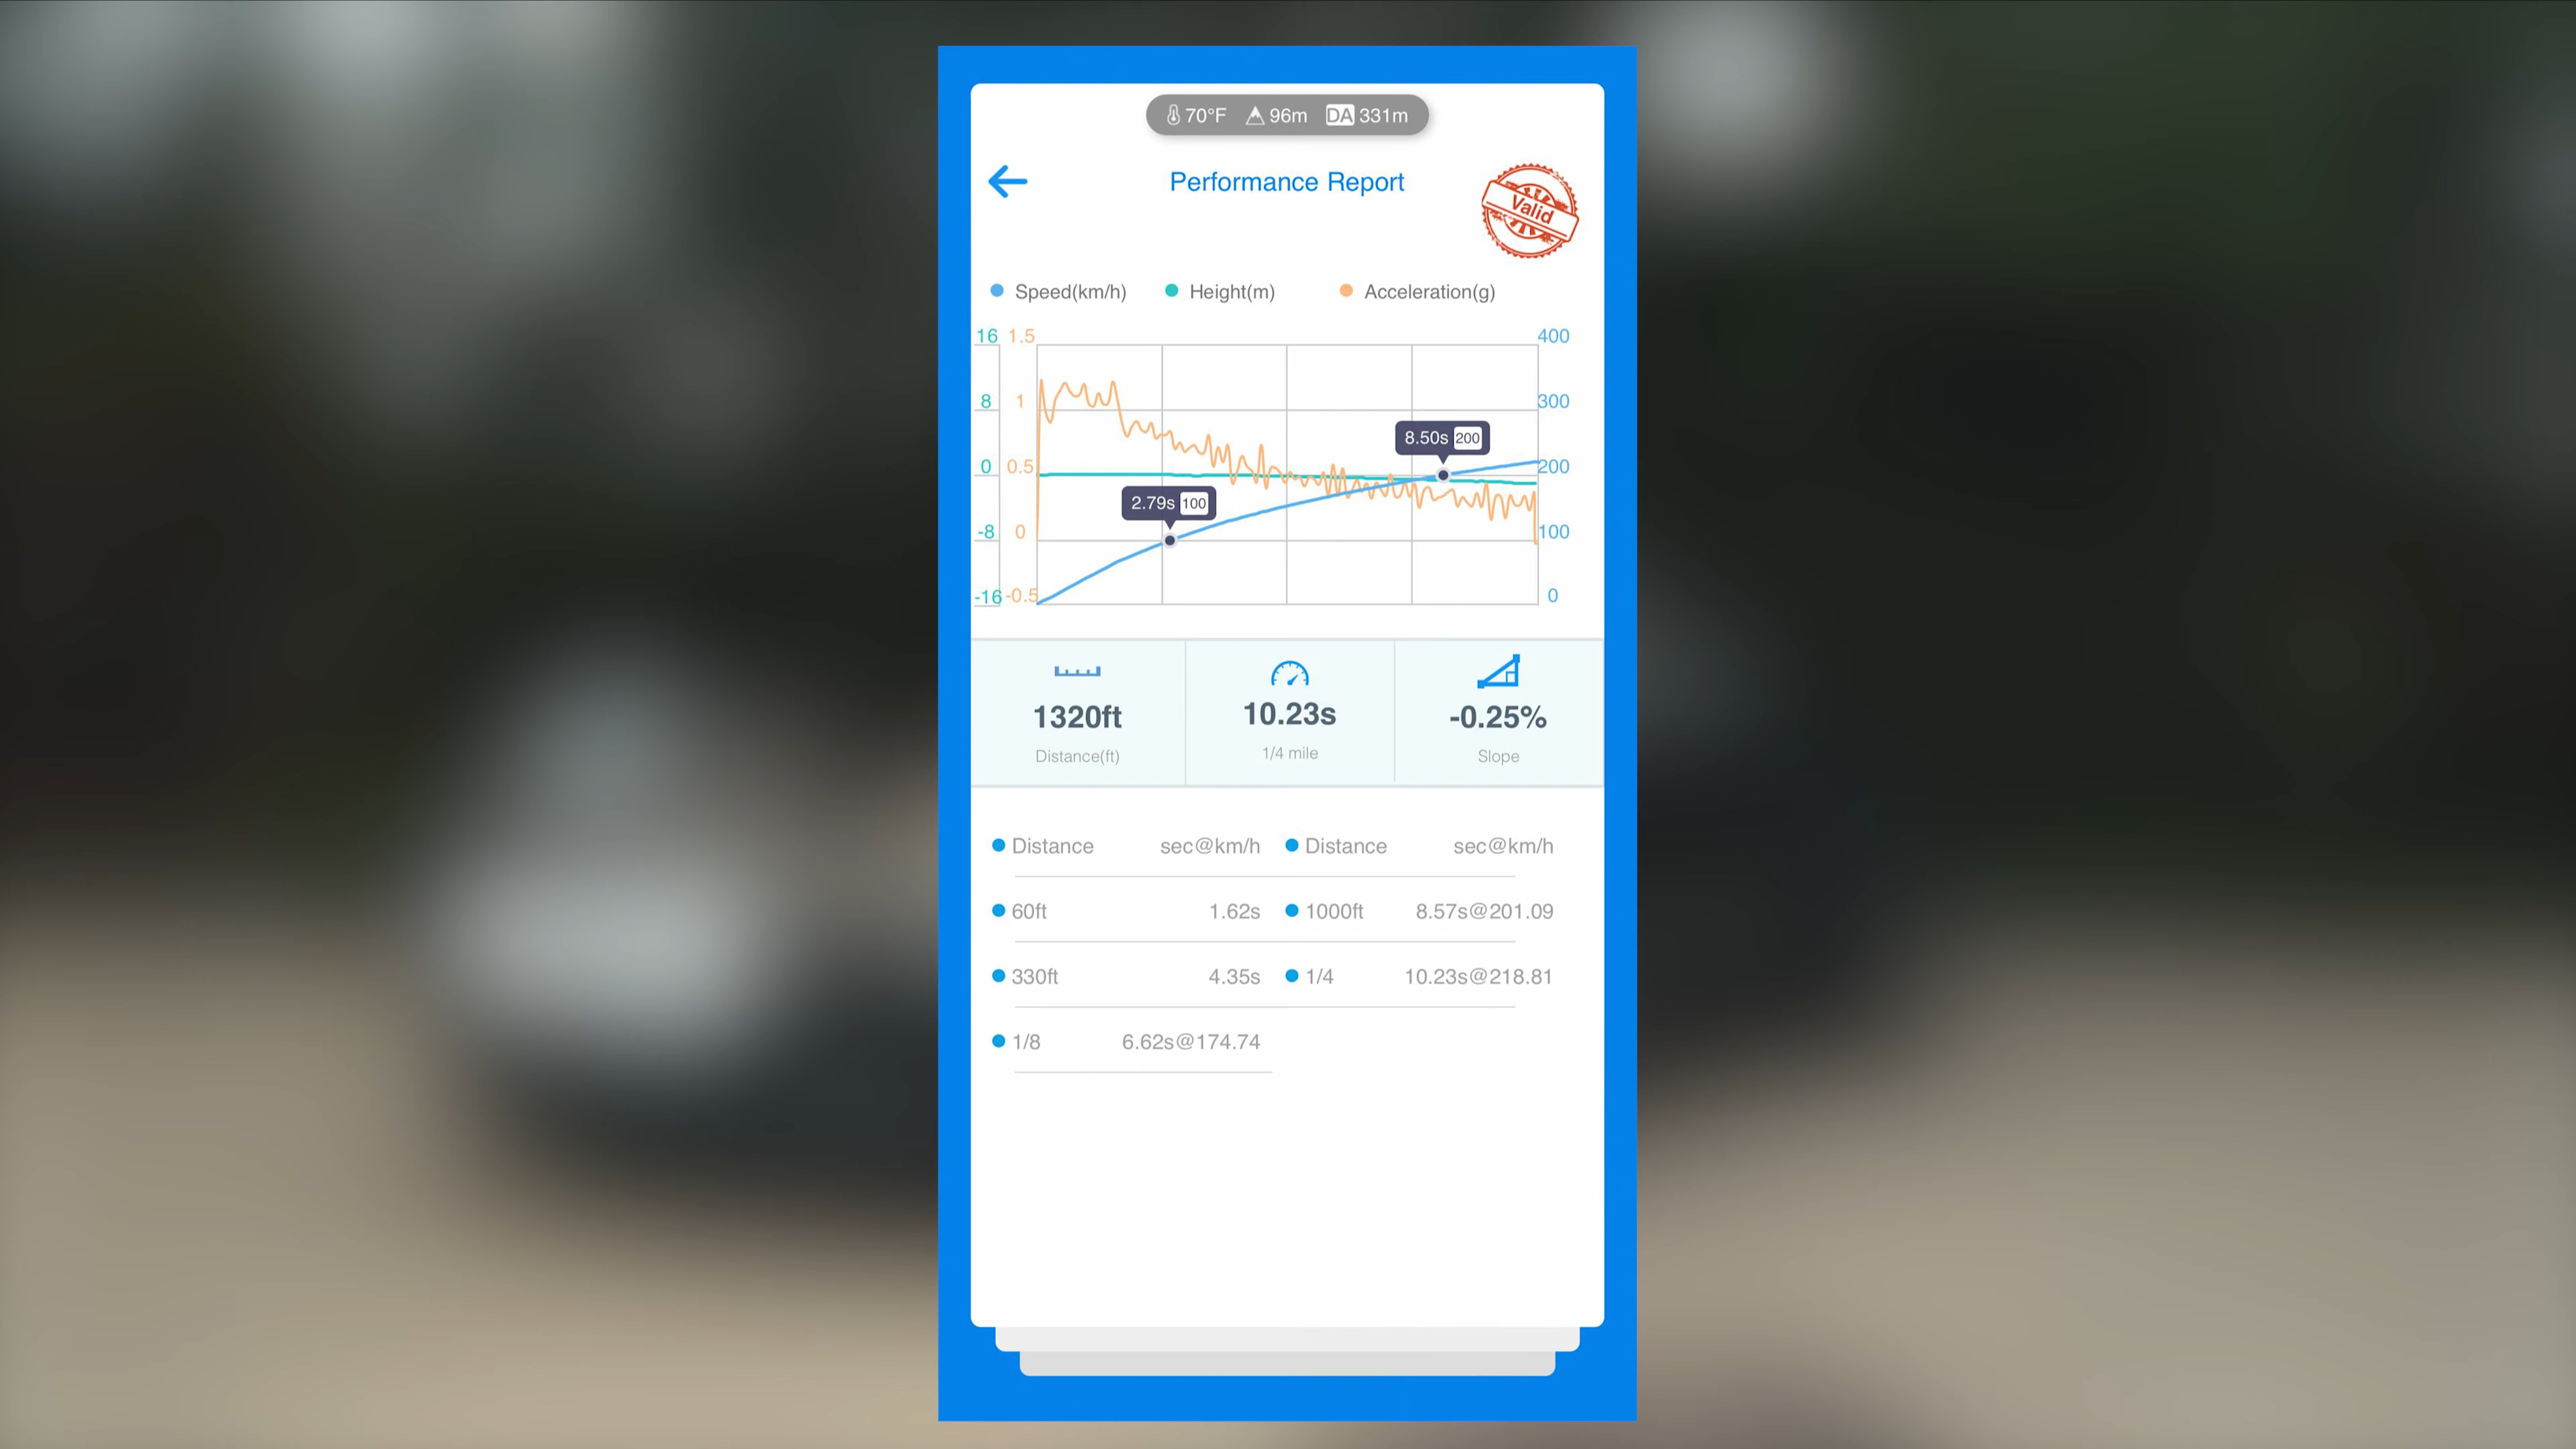 70°F 96m DA 331m
Performance Report
Valid
Speed(km/h) Height(m) Acceleration(g)
16 1.5 400
8 1 300
8.50s 200
0 0.5 200
2.79s 100
-8 0 100
-16 -0.5 0
1320ft 10.23s -0.25%
Distance(ft) 1/4 mile Slope
Distance sec@km/h Distance sec@km/h
60ft 1.62s 1000ft 8.57s@201.09
330ft 4.35s 1/4 10.23s@218.81
1/8 6.62s@174.74